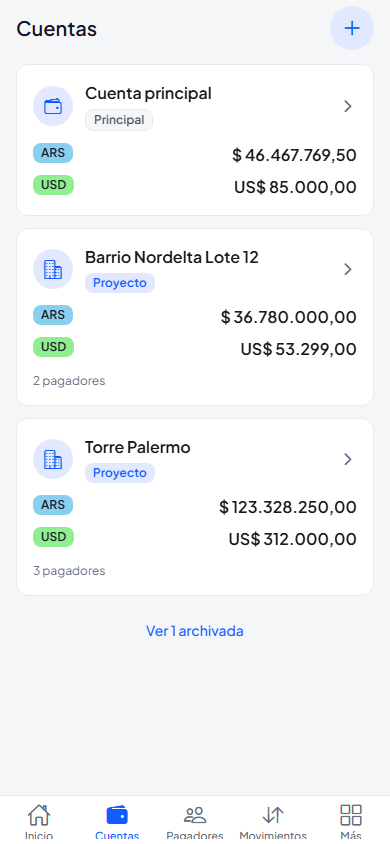 Cuentas
Cuenta principal
Principal
ARS $ 46.467.769,50
USD US$ 85.000,00
Barrio Nordelta Lote 12
Proyecto
ARS $ 36.780.000,00
USD US$ 53.299,00
2 pagadores
Torre Palermo
Proyecto
ARS $ 123.328.250,00
USD US$ 312.000,00
3 pagadores
Ver 1 archivada
Inicio Cuentas Pagadores Movimientos Más